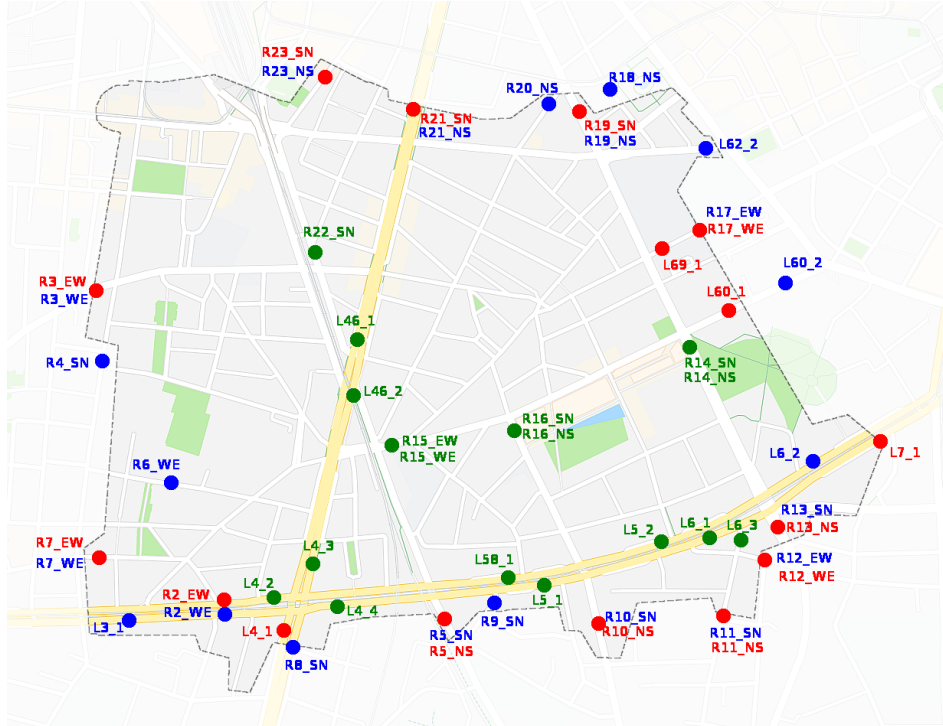 R23_SN
R23_NS
R21_SN
R21_NS
R20_NS
R18_NS
R19_SN
R19_NS
L62_2
R17_EW
R17_WE
R22_SN
L69_1
L60_2
L60_1
R3_EW
R3_WE
L46_1
R4_SN
R14_SN
R14_NS
L46_2
R16_SN
R16_NS
R15_EW
R15_WE
R6_WE
L6_2
L7_1
R13_SN
R13_NS
L5_2
L6_1
L6_3
R7_EW
R7_WE
L4_3
L58_1
R12_EW
R12_WE
L4_2
R2_EW
R2_WE
L4_4
L5_1
L3_1
L4_1
R5_SN
R5_NS
R9_SN
R10_SN
R10_NS
R11_SN
R11_NS
R8_SN